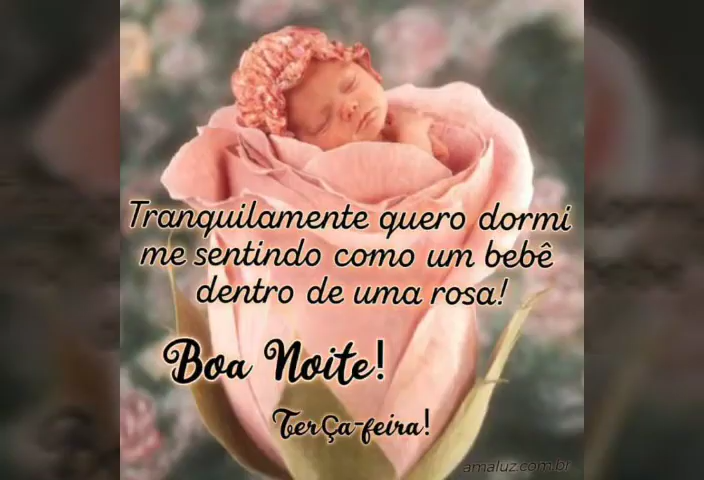 Tranquilamente quero dormi
me sentindo como um bebê
dentro de uma rosa!
Boa Noite!
Terça-feira!
amaluz.com.br